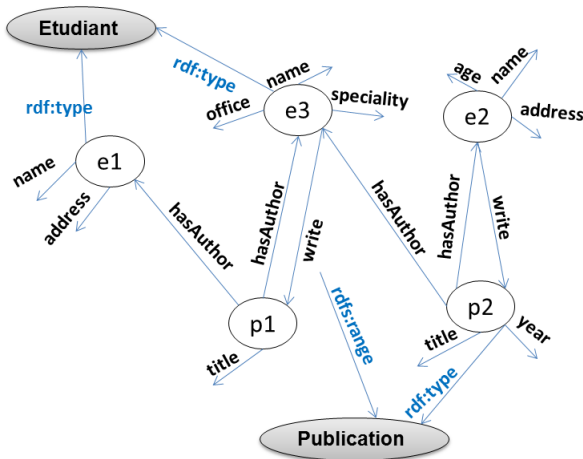 Etudiant
rdf:type
name
age
name
rdf:type
office
e3
speciality
e2
address
name
e1
address
hasAuthor
hasAuthor
write
hasAuthor
hasAuthor
write
p1
rdfs:range
p2
title
title
year
rdf:type
Publication